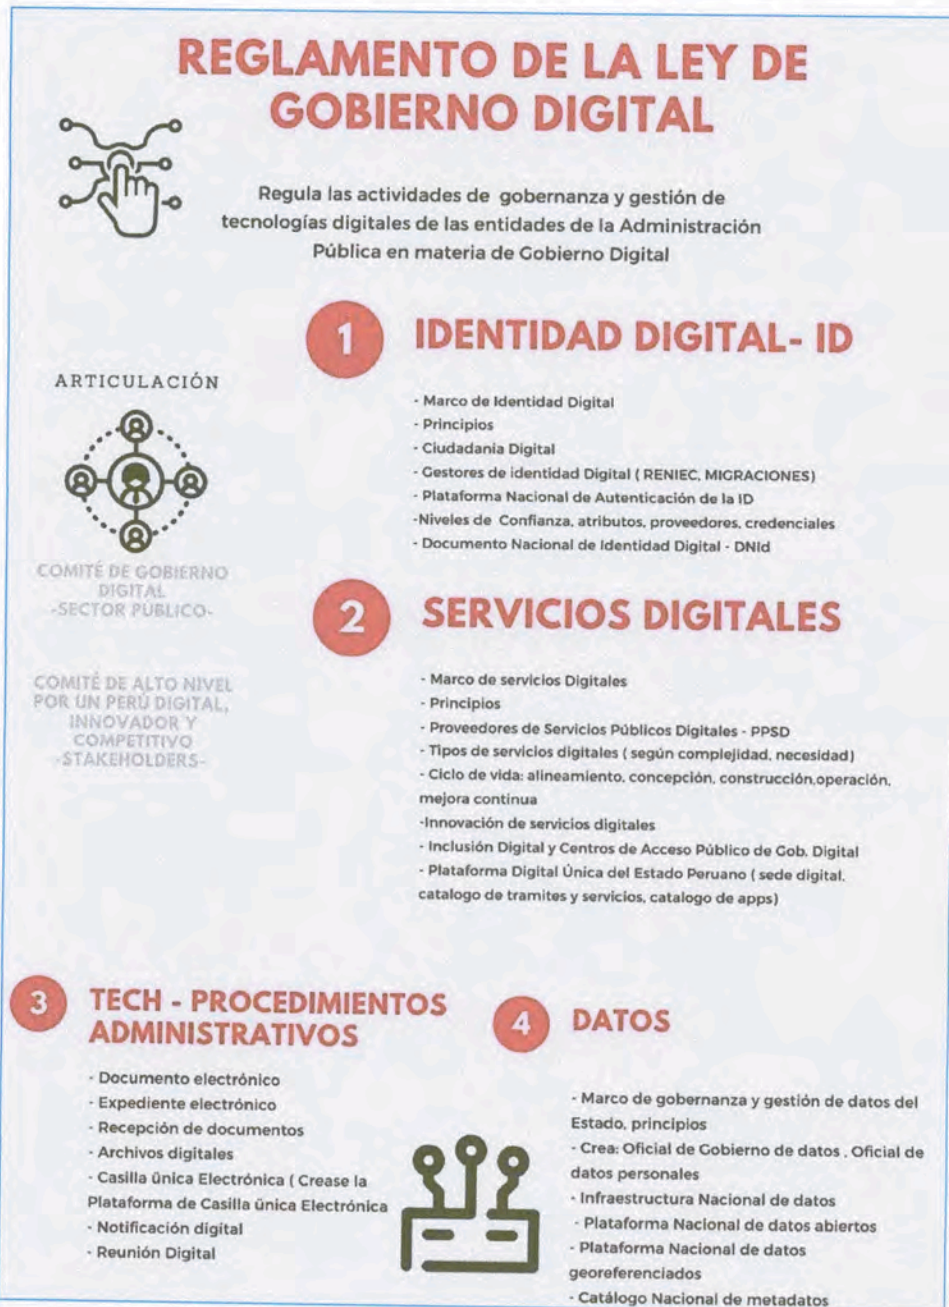 REGLAMENTO DE LA LEY DE
GOBIERNO DIGITAL
Regula las actividades de gobernanza y gestión de
tecnologías digitales de las entidades de la Administración
Pública en materia de Gobierno Digital
1
IDENTIDAD DIGITAL- ID
- Marco de Identidad Digital
- Principios
- Ciudadania Digital
- Gestores de identidad Digital ( RENIEC, MIGRACIONES)
- Plataforma Nacional de Autenticación de la ID
-Niveles de Confianza, atributos, proveedores, credenciales
- Documento Nacional de Identidad Digital - DNId
ARTICULACIÓN
COMITÉ DE GOBIERNO
DIGITAL
-SECTOR PUBLICO-
COMITÉ DE ALTO NIVEL
POR UN PERÚ DIGITAL,
INNOVADOR Y
COMPETITIVO
-STAKEHOLDERS-
2
SERVICIOS DIGITALES
- Marco de servicios Digitales
- Principios
- Proveedores de Servicios Públicos Digitales - PPSD
- Tipos de servicios digitales ( según complejidad, necesidad)
- Ciclo de vida: alineamiento, concepción, construcción,operación,
mejora continua
-Innovación de servicios digitales
- Inclusión Digital y Centros de Acceso Público de Gob. Digital
- Plataforma Digital Única del Estado Peruano ( sede digital,
catalogo de tramites y servicios, catalogo de apps)
3
TECH - PROCEDIMIENTOS
ADMINISTRATIVOS
- Documento electrónico
- Expediente electrónico
- Recepción de documentos
- Archivos digitales
- Casilla ûnica Electrónica ( Crease la
Plataforma de Casilla ûnica Electrónica
- Notificación digital
- Reunión Digital
4
DATOS
- Marco de gobernanza y gestión de datos del
Estado, principios
- Crea: Oficial de Gobierno de datos , Oficial de
datos personales
- Infraestructura Nacional de datos
- Plataforma Nacional de datos abiertos
- Plataforma Nacional de datos
georeferenciados
- Catálogo Nacional de metadatos